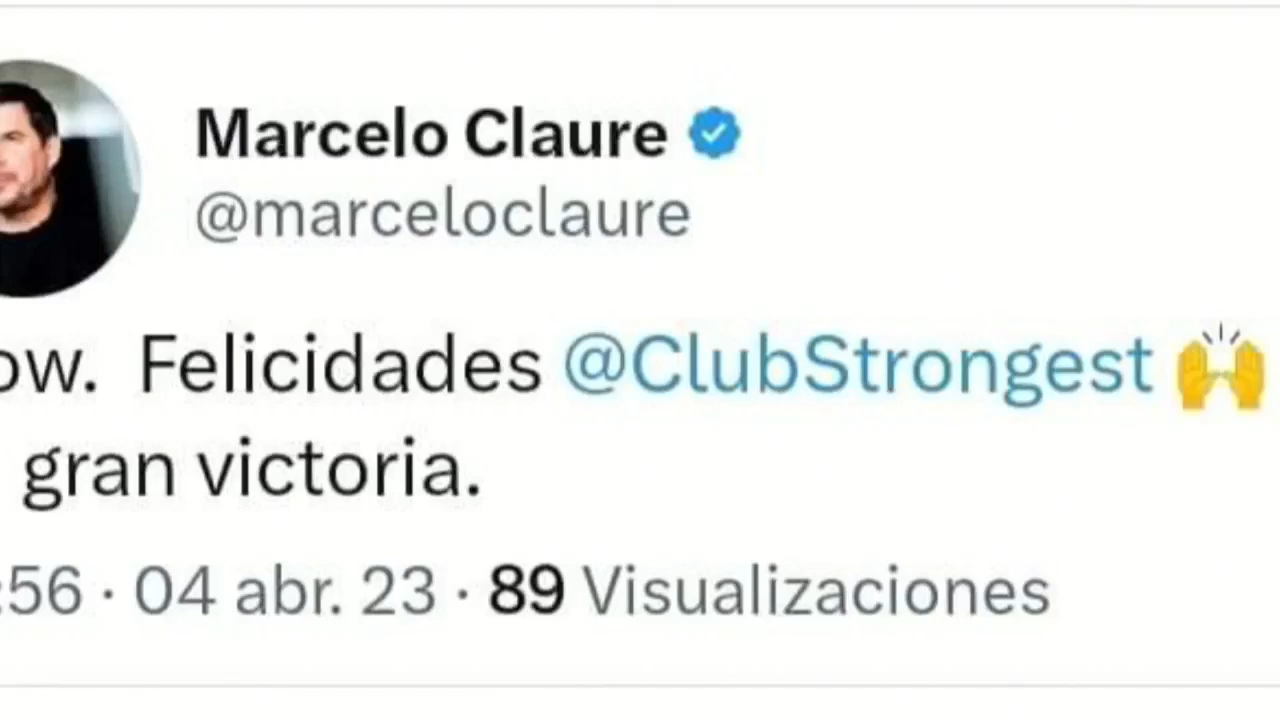 Marcelo Claure
@marceloclaure
ow. Felicidades @ClubStrongest 🙌
gran victoria.
:56 · 04 abr. 23 · 89 Visualizaciones